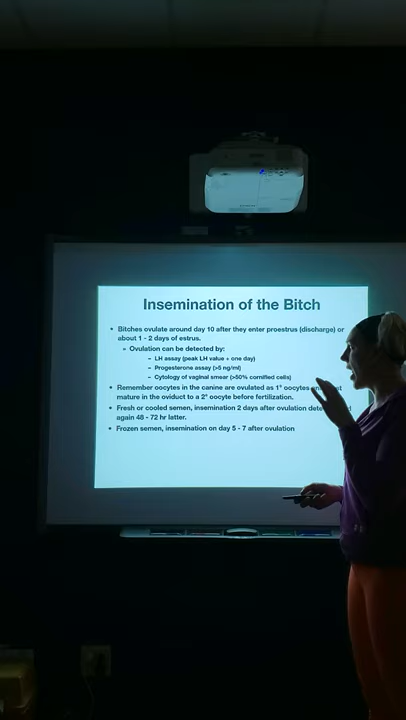 Insemination of the Bitch
• Bitches ovulate around day 10 after they enter proestrus (discharge) or
about 1 - 2 days of estrus.
– Ovulation can be detected by:
– LH assay (peak LH value + one day)
– Progesterone assay (>5 ng/ml)
– Cytology of vaginal smear (>50% cornified cells)
• Remember oocytes in the canine are ovulated as 1° oocytes
mature in the oviduct to a 2° oocyte before fertilization.
• Fresh or cooled semen, insemination 2 days after ovulation
again 48 - 72 hr latter.
• Frozen semen, insemination on day 5 - 7 after ovulation